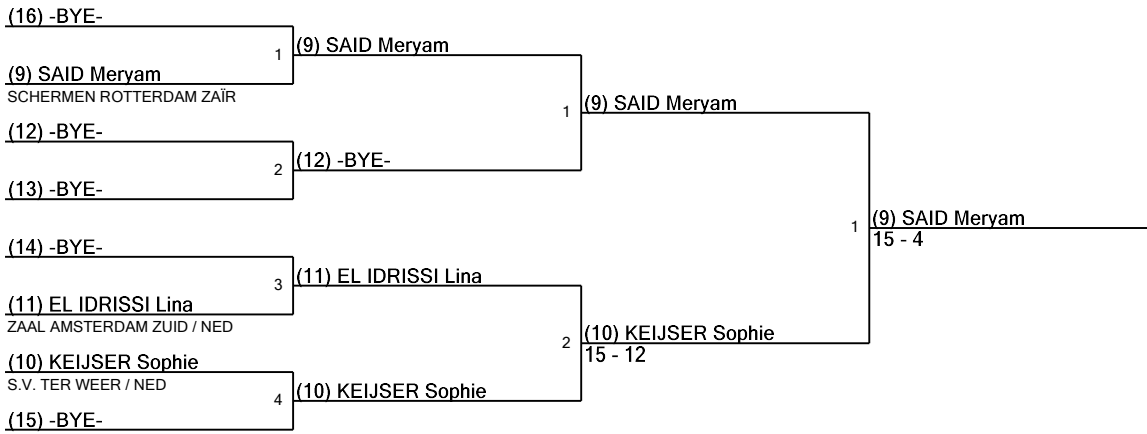 (16) -BYE-
1
(9) SAID Meryam
(9) SAID Meryam
SCHERMEN ROTTERDAM ZAÏR
1
(9) SAID Meryam
(12) -BYE-
2
(12) -BYE-
(13) -BYE-
1
(9) SAID Meryam
15 - 4
(14) -BYE-
3
(11) EL IDRISSI Lina
(11) EL IDRISSI Lina
ZAAL AMSTERDAM ZUID / NED
2
(10) KEIJSER Sophie
15 - 12
(10) KEIJSER Sophie
S.V. TER WEER / NED
4
(10) KEIJSER Sophie
(15) -BYE-